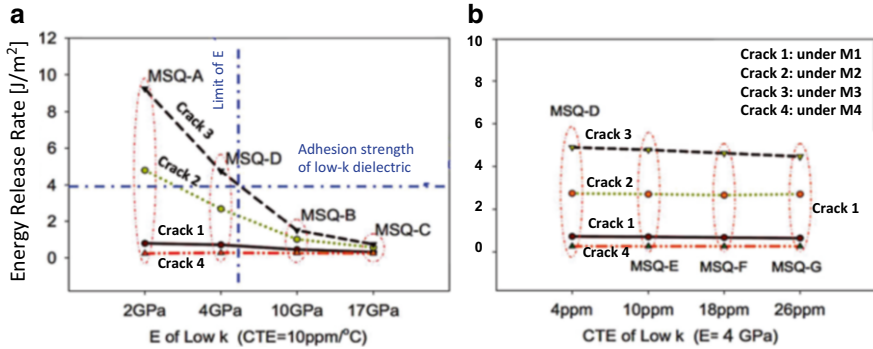 a
Energy Release Rate [J/m²]
12
10
8
6
4
2
0
MSQ-A
Limit of E
Crack 3
MSQ-D
Adhesion strength
of low-k dielectric
Crack 2
MSQ-B
MSQ-C
Crack 1
Crack 4
2GPa 4GPa 10GPa 17GPa
E of Low k (CTE=10ppm/°C)
b
10
8
6
4
2
0
Crack 1: under M1
Crack 2: under M2
Crack 3: under M3
Crack 4: under M4
MSQ-D
Crack 3
Crack 2
Crack 1
Crack 1
Crack 4
MSQ-E MSQ-F MSQ-G
4ppm 10ppm 18ppm 26ppm
CTE of Low k (E= 4 GPa)